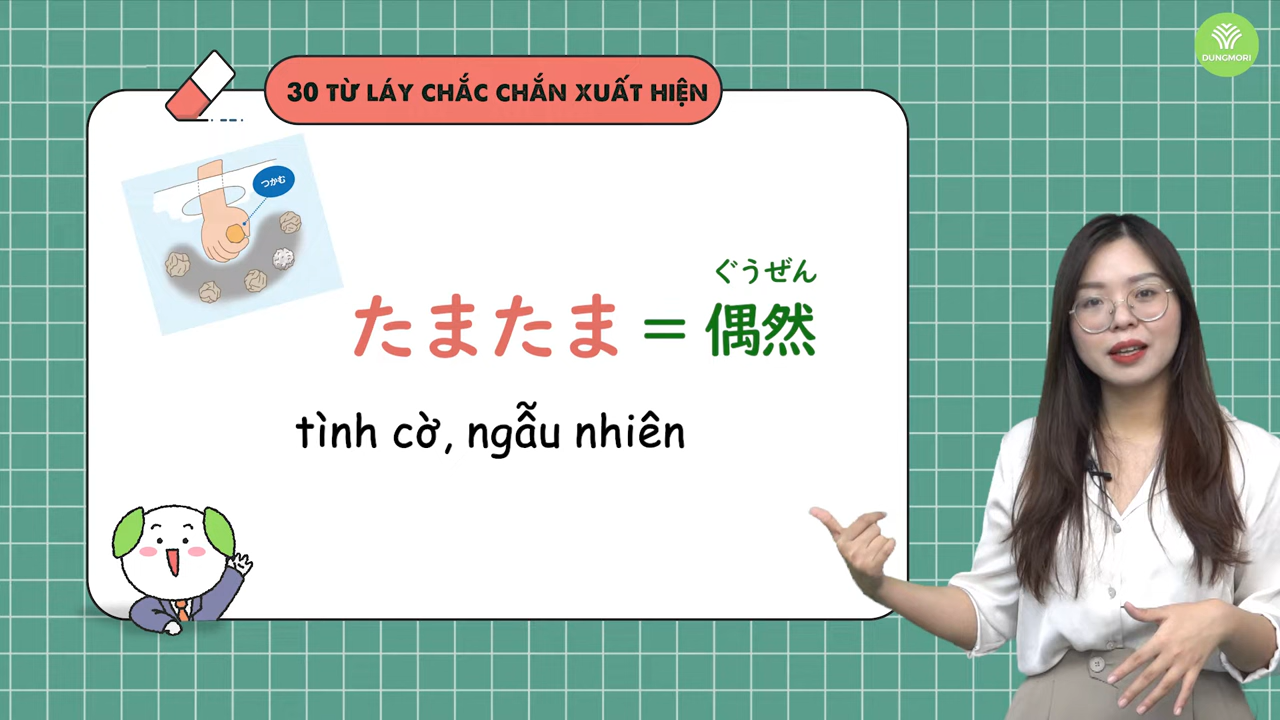 DUNGMORI
30 TỪ LÁY CHẮC CHẮN XUẤT HIỆN
つかむ
ぐうぜん
たまたま = 偶然
tình cờ, ngẫu nhiên